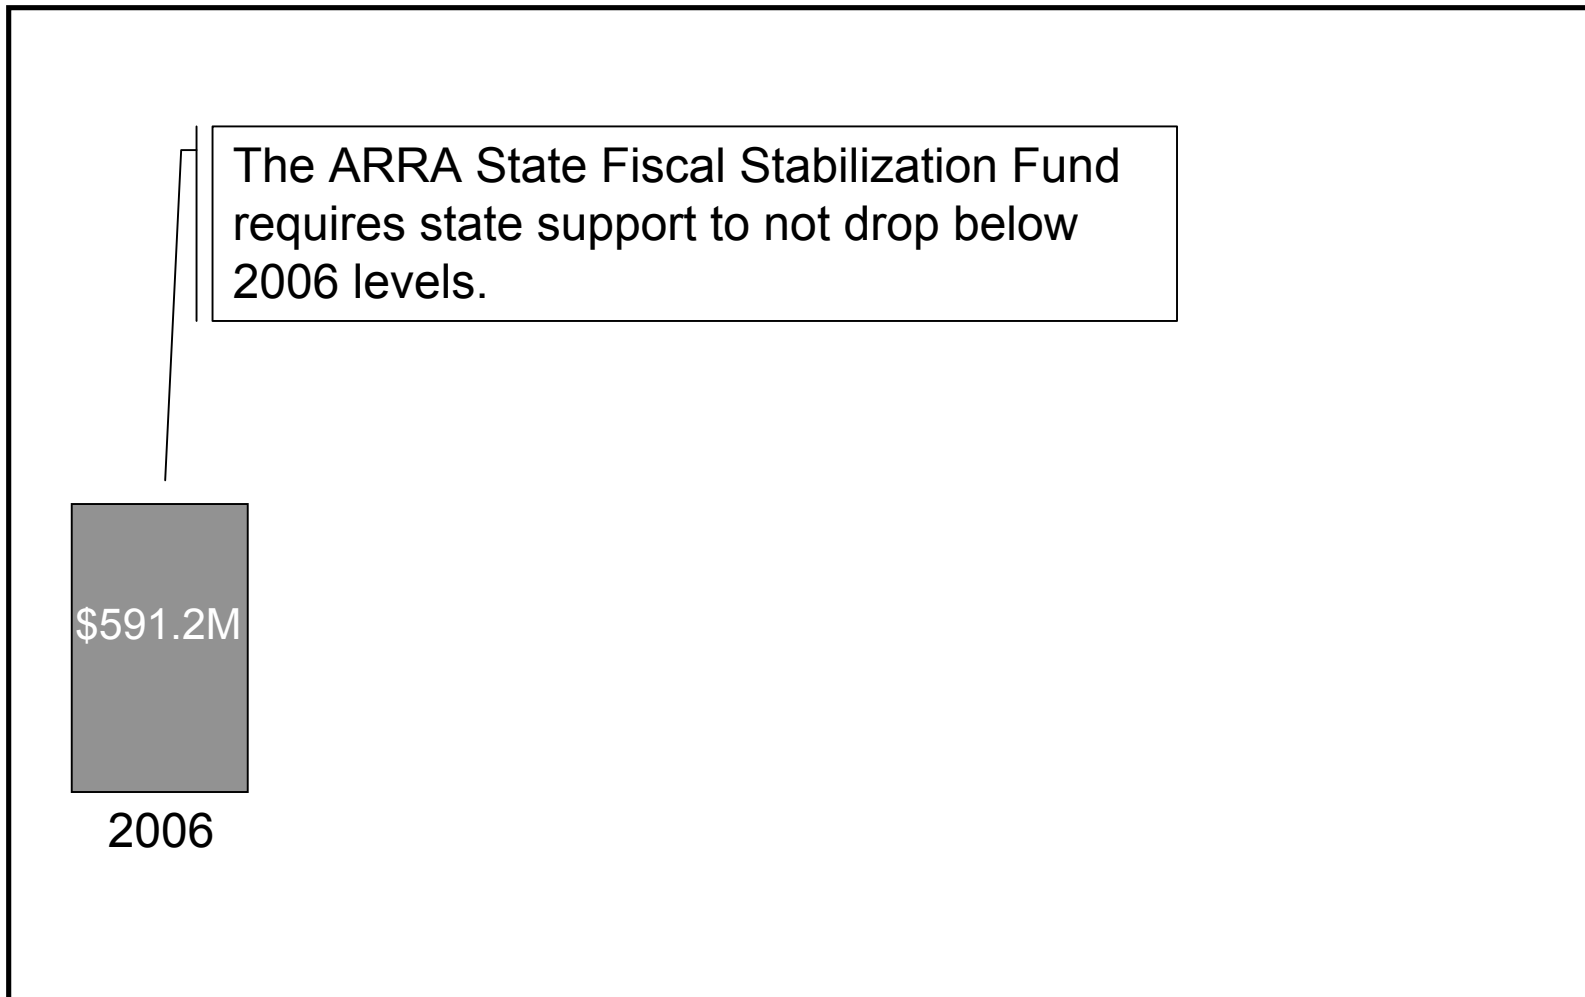 The ARRA State Fiscal Stabilization Fund
requires state support to not drop below
2006 levels.
$591.2M
2006